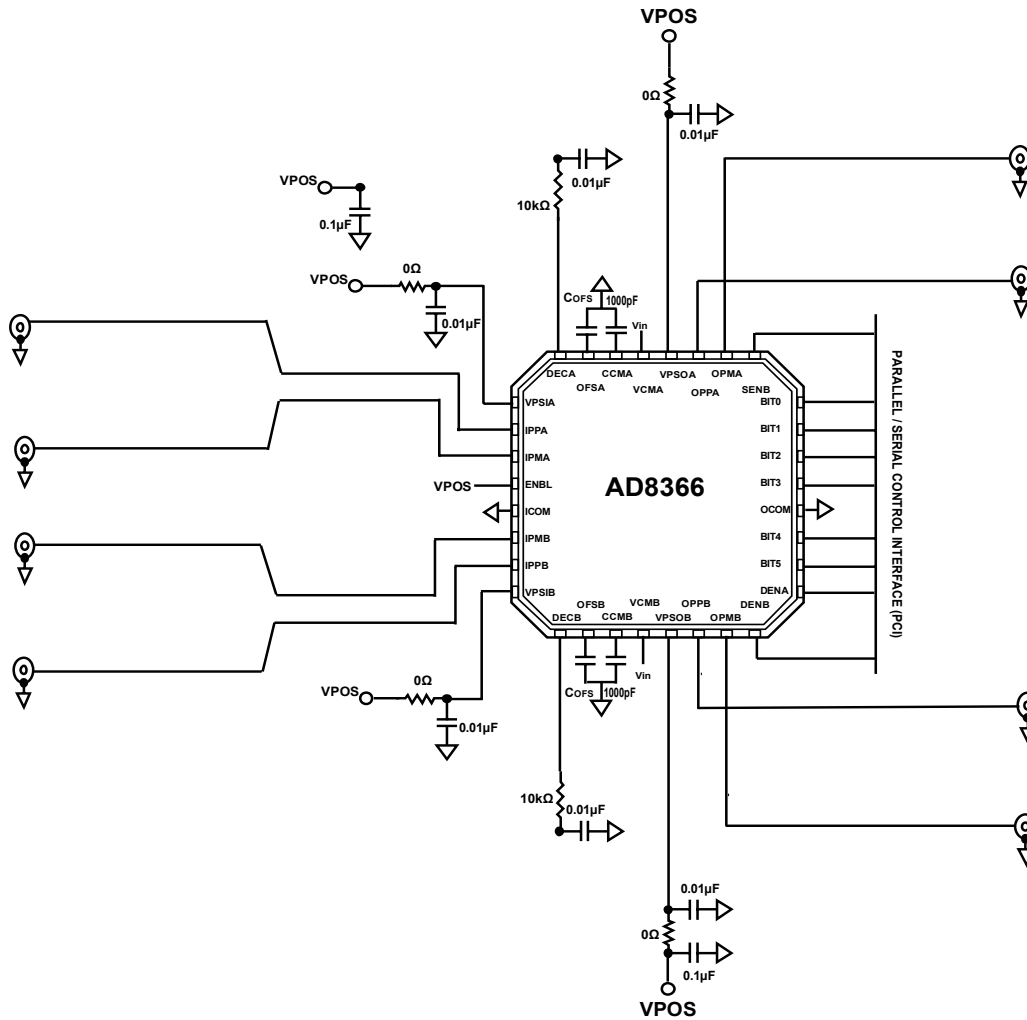 VPOS
0Ω
0.01µF
0.01µF
10kΩ
VPOS
0.1µF
VPOS
0Ω
0.01µF
COFS
1000pF
Vin
DECA
CCMA
VPSOA
OPMA
OFSA
VCMA
OPPA
SENB
VPSIA
IPPA
IPMA
VPOS
ENBL
ICOM
IPMB
IPPB
VPSIB
AD8366
BIT0
BIT1
BIT2
BIT3
OCOM
BIT4
BIT5
DENA
PARALLEL / SERIAL CONTROL INTERFACE (PCI)
OFSB
VCMB
OPPB
DENB
DECB
CCMB
VPSOB
OPMB
COFS
1000pF
Vin
VPOS
0Ω
0.01µF
10kΩ
0.01µF
0.01µF
0Ω
0.1µF
VPOS